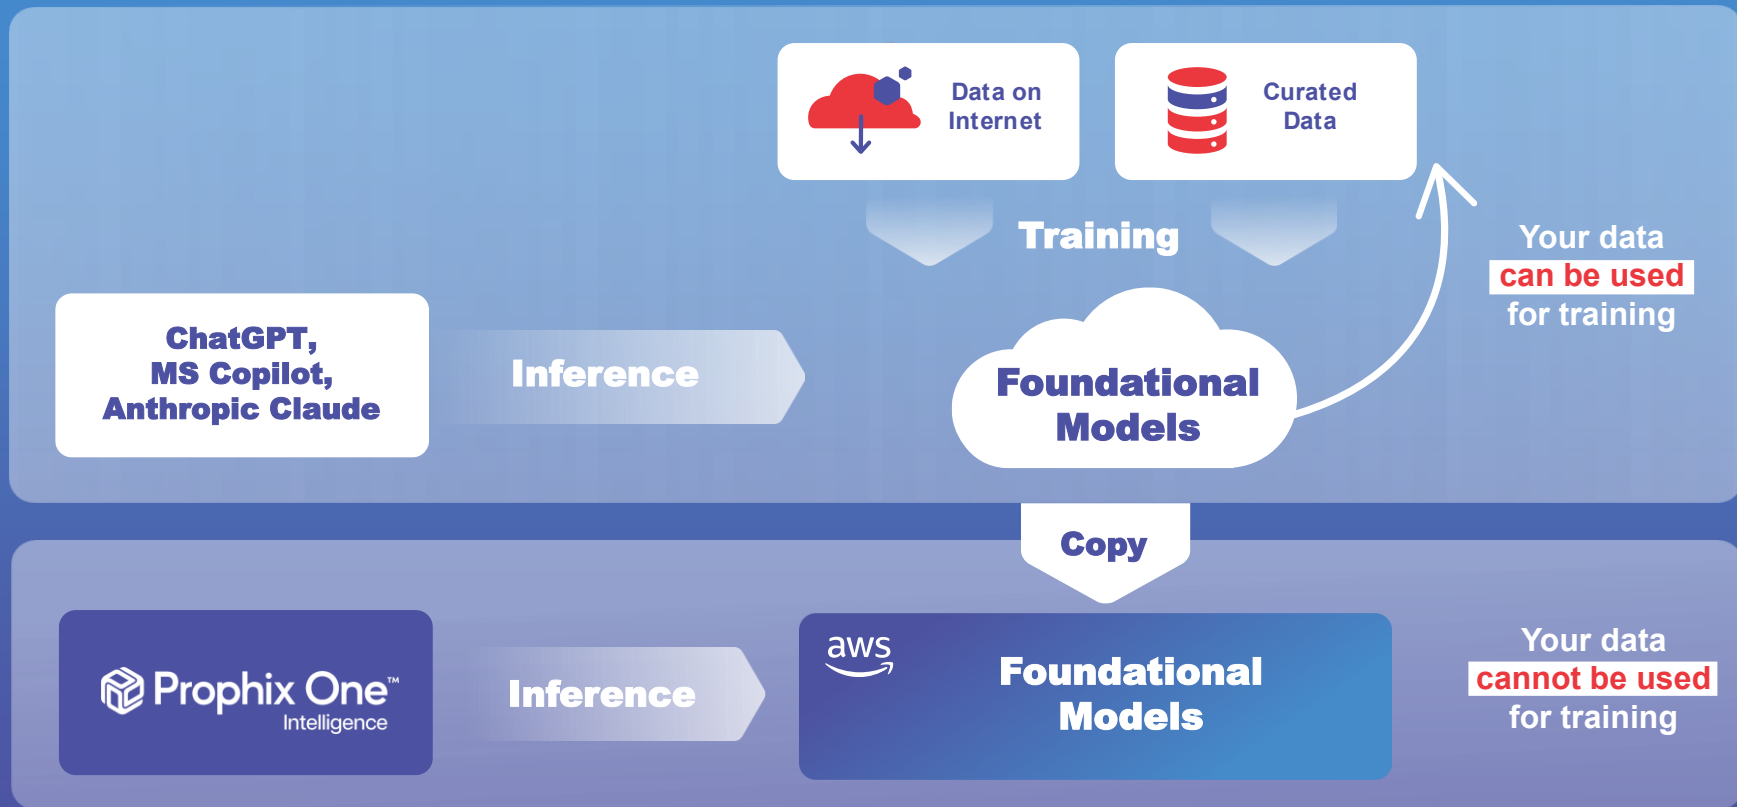 Data on
Internet
Curated
Data
Training
Your data
can be used
for training
ChatGPT,
MS Copilot,
Anthropic Claude
Inference
Foundational
Models
Copy
Prophix One™
Intelligence
Inference
aws
Foundational
Models
Your data
cannot be used
for training